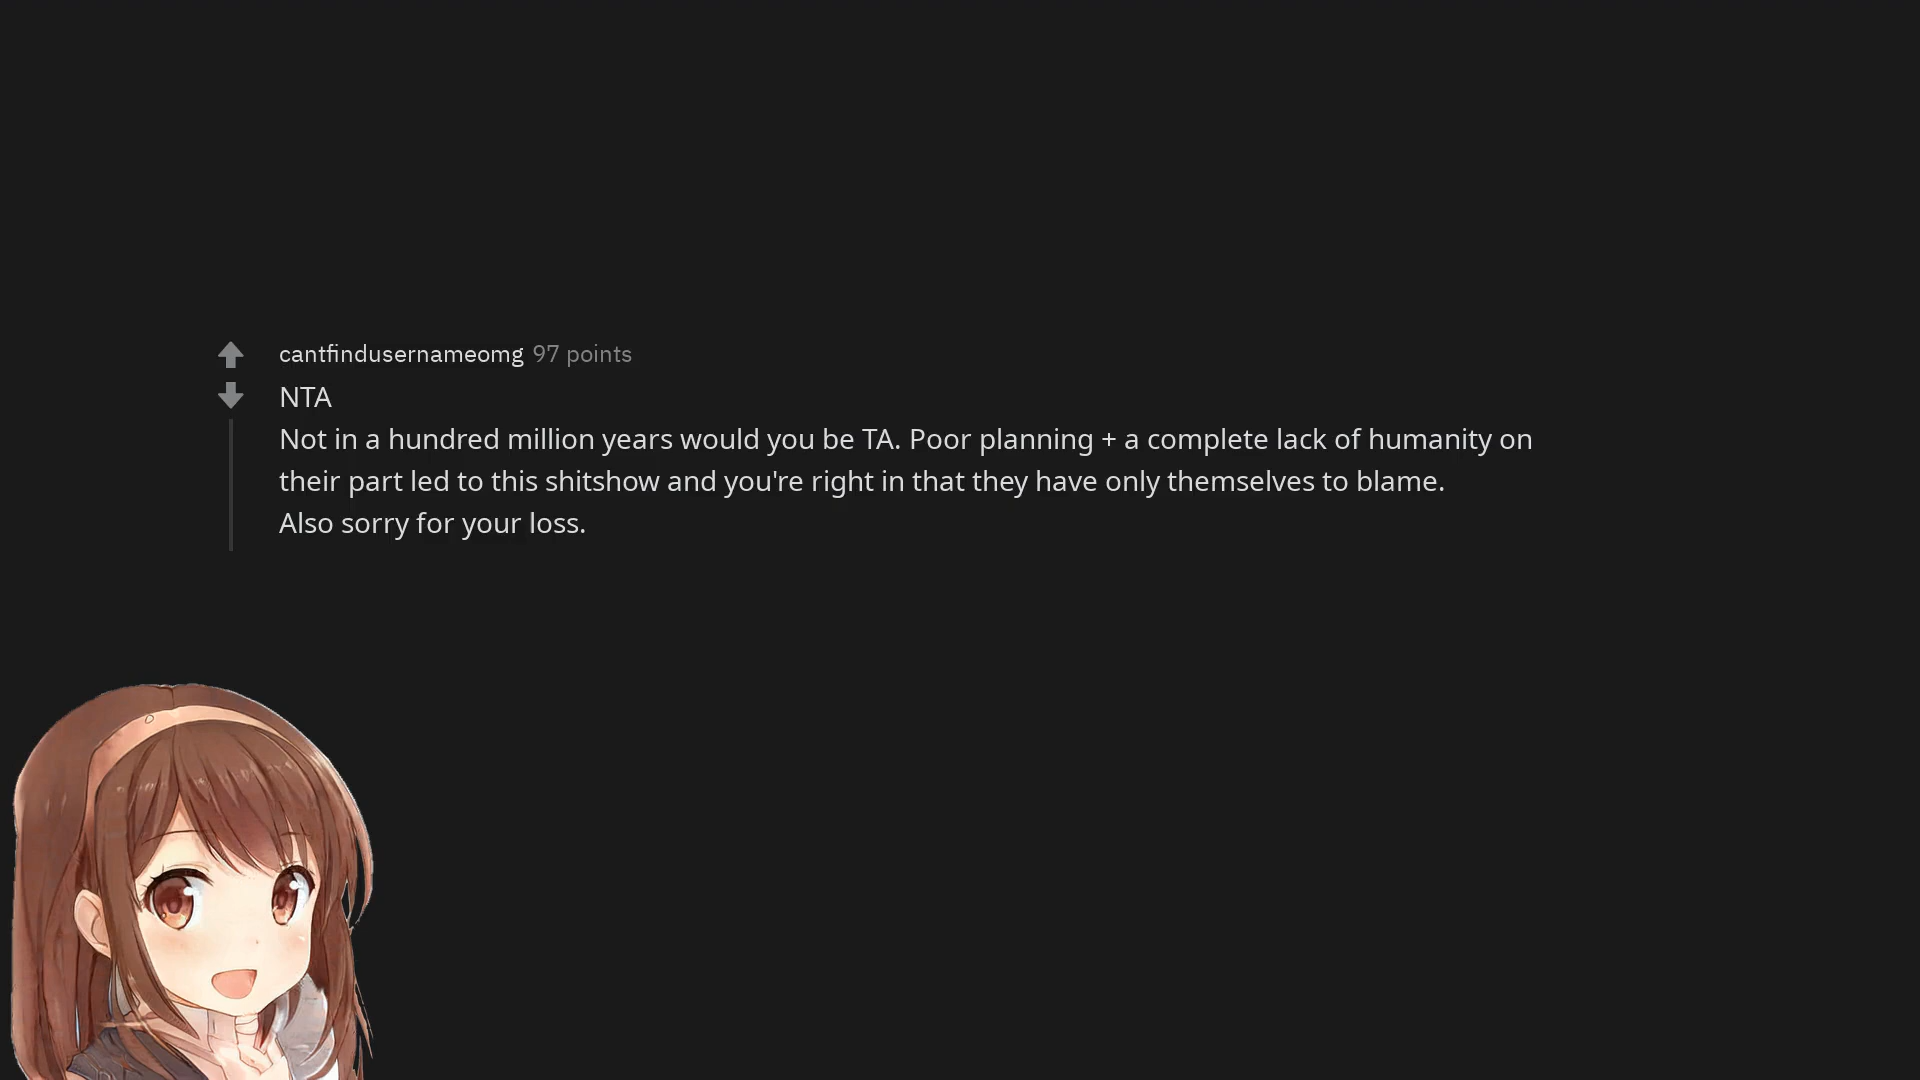 cantfindusernameomg 97 points
NTA
Not in a hundred million years would you be TA. Poor planning + a complete lack of humanity on
their part led to this shitshow and you're right in that they have only themselves to blame.
Also sorry for your loss.